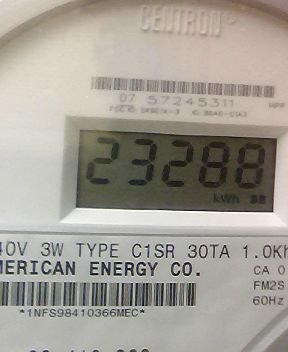 CENTRON
07 57245311
23288
kWh
40V 3W TYPE C1SR 30TA 1.0Kh
MERICAN ENERGY CO.
CA 0
FM2S
60Hz
*1NFS98410366MEC*